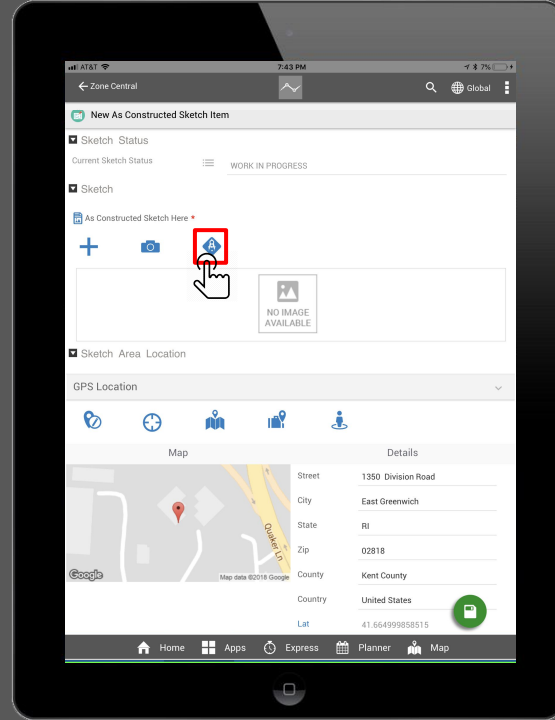 AT&T 7:43 PM 7%
Zone Central Global
New As Constructed Sketch Item
Sketch Status
Current Sketch Status WORK IN PROGRESS
Sketch
As Constructed Sketch Here *
NO IMAGE
AVAILABLE
Sketch Area Location
GPS Location
Map Details
Street 1350 Division Road
City East Greenwich
State RI
Zip 02818
County Kent County
Country United States
Lat 41.664999858515
Quaker Ln
Google Map data ©2018 Google
Home Apps Express Planner Map